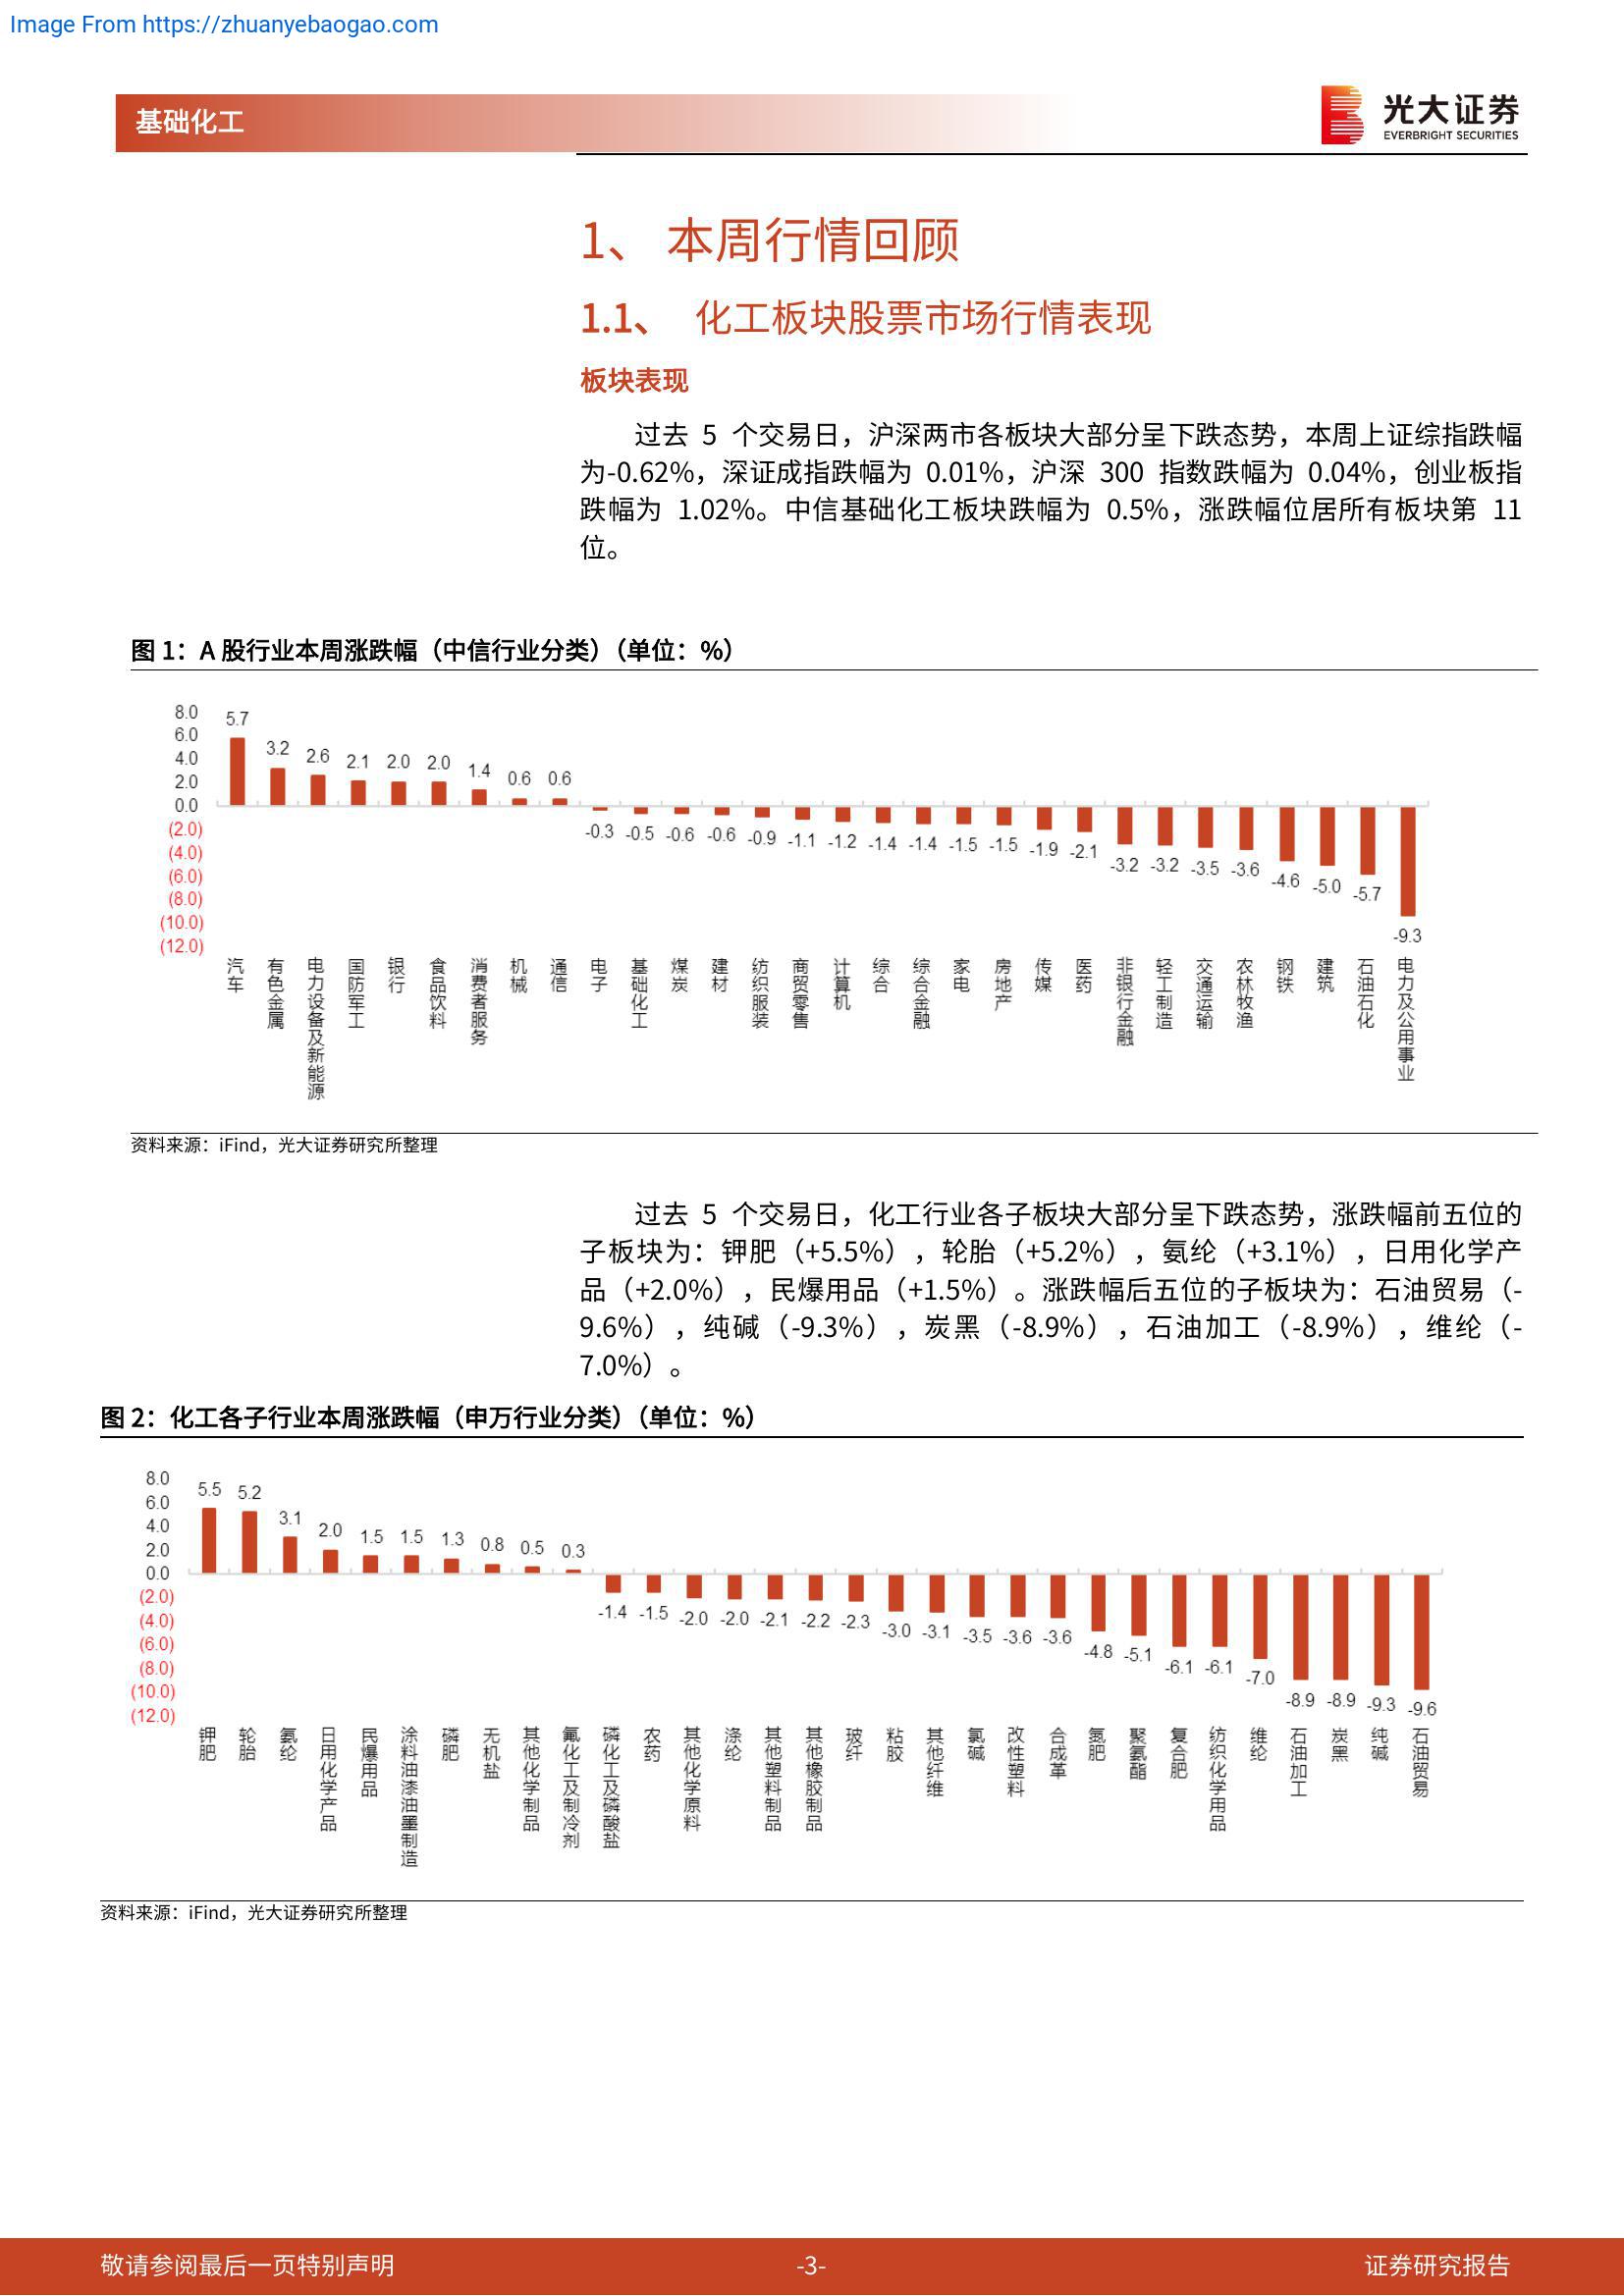 Image From https://zhuanyebaogao.com
基础化工
光大证券
EVERBRIGHT SECURITIES
1、 本周行情回顾
1.1、 化工板块股票市场行情表现
板块表现
过去 5 个交易日，沪深两市各板块大部分呈下跌态势，本周上证综指跌幅
为-0.62%，深证成指跌幅为 0.01%，沪深 300 指数跌幅为 0.04%，创业板指
跌幅为 1.02%。中信基础化工板块跌幅为 0.5%，涨跌幅位居所有板块第 11
位。
图 1：A 股行业本周涨跌幅（中信行业分类）（单位：%）
8.0
6.0
4.0
2.0
0.0
(2.0)
(4.0)
(6.0)
(8.0)
(10.0)
(12.0)
5.7 3.2 2.6 2.1 2.0 2.0 1.4 0.6 0.6 -0.3 -0.5 -0.6 -0.6 -0.9 -1.1 -1.2 -1.4 -1.4 -1.5 -1.5 -1.9 -2.1 -3.2 -3.2 -3.5 -3.6 -4.6 -5.0 -5.7 -9.3
汽车
有色金属
电力设备及新能源
国防军工
银行
食品饮料
消费者服务
机械
通信
电子
基础化工
煤炭
建材
纺织服装
商贸零售
计算机
综合
综合金融
家电
房地产
传媒
医药
非银行金融
轻工制造
交通运输
农林牧渔
钢铁
建筑
石油石化
电力及公用事业
资料来源：iFind，光大证券研究所整理
过去 5 个交易日，化工行业各子板块大部分呈下跌态势，涨跌幅前五位的
子板块为：钾肥（+5.5%），轮胎（+5.2%），氨纶（+3.1%），日用化学产
品（+2.0%），民爆用品（+1.5%）。涨跌幅后五位的子板块为：石油贸易（-
9.6%），纯碱（-9.3%），炭黑（-8.9%），石油加工（-8.9%），维纶（-
7.0%）。
图 2：化工各子行业本周涨跌幅（申万行业分类）（单位：%）
8.0
6.0
4.0
2.0
0.0
(2.0)
(4.0)
(6.0)
(8.0)
(10.0)
(12.0)
5.5 5.2 3.1 2.0 1.5 1.5 1.3 0.8 0.5 0.3 -1.4 -1.5 -2.0 -2.0 -2.1 -2.2 -2.3 -3.0 -3.1 -3.5 -3.6 -3.6 -4.8 -5.1 -6.1 -6.1 -7.0 -8.9 -8.9 -9.3 -9.6
钾肥
轮胎
氨纶
日用化学产品
民爆用品
涂料油漆油墨制造
磷肥
无机盐
其他化学制品
氟化工及制冷剂
磷化工及磷酸盐
农药
其他化学原料
涤纶
其他塑料制品
其他橡胶制品
玻纤
粘胶
其他纤维
氯碱
改性塑料
合成革
氮肥
聚氨酯
复合肥
纺织化学用品
维纶
石油加工
炭黑
纯碱
石油贸易
资料来源：iFind，光大证券研究所整理
敬请参阅最后一页特别声明
-3-
证券研究报告